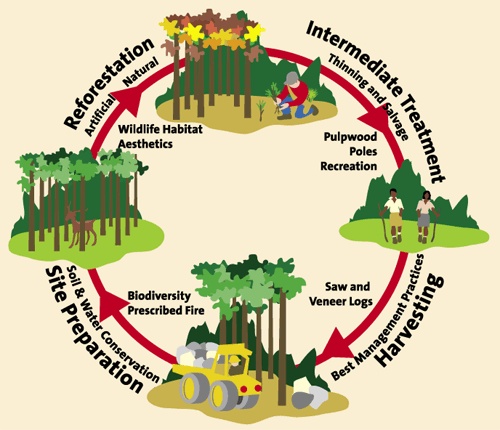 Reforestation
Artificial Natural
Wildlife Habitat
Aesthetics
Intermediate Treatment
Thinning and Salvage
Pulpwood
Poles
Recreation
Harvesting
Best Management Practices
Saw and
Veneer Logs
Site Preparation
Soil & Water Conservation
Biodiversity
Prescribed Fire